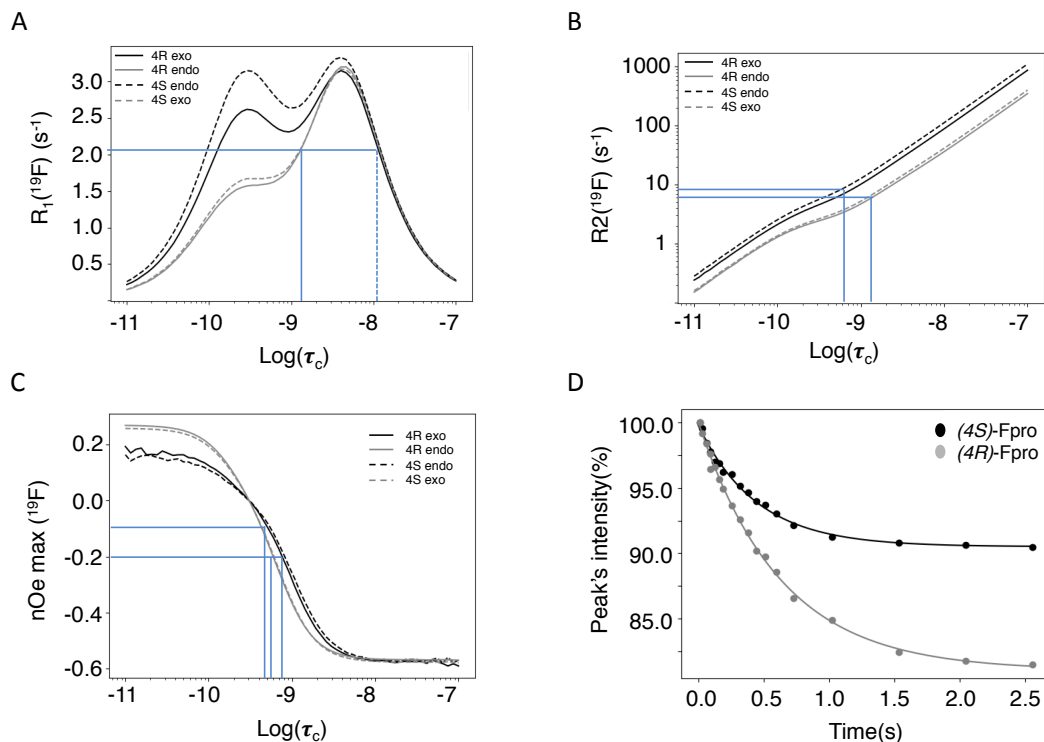 A
4R exo
4R endo
4S endo
4S exo
3.0
2.5
2.0
1.5
1.0
0.5
R₁(¹⁹F) (s⁻¹)
-11 -10 -9 -8 -7
Log(τc)
B
4R exo
4R endo
4S endo
4S exo
1000
100
10
1
R2(¹⁹F) (s⁻¹)
-11 -10 -9 -8 -7
Log(τc)
C
4R exo
4R endo
4S endo
4S exo
0.2
0.0
-0.2
-0.4
-0.6
nOe max (¹⁹F)
-11 -10 -9 -8 -7
Log(τc)
D
(4S)-Fpro
(4R)-Fpro
100.0
95.0
90.0
85.0
Peak's intensity(%)
0.0 0.5 1.0 1.5 2.0 2.5
Time(s)